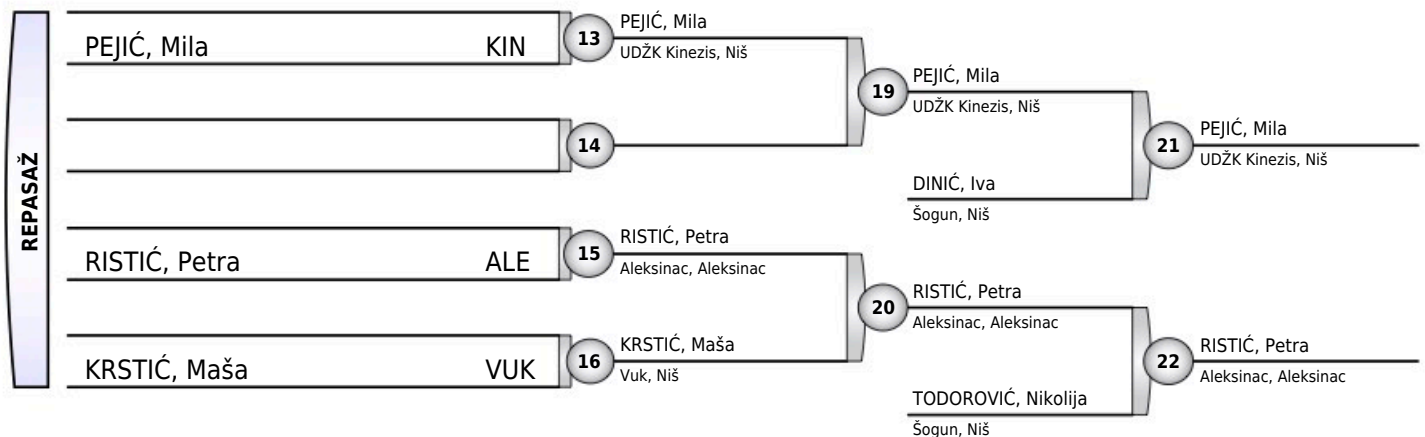 REPASAŽ
PEJIĆ, Mila KIN
13
PEJIĆ, Mila
UDŽK Kinezis, Niš
14
19
PEJIĆ, Mila
UDŽK Kinezis, Niš
DINIĆ, Iva
Šogun, Niš
21
PEJIĆ, Mila
UDŽK Kinezis, Niš
RISTIĆ, Petra ALE
15
RISTIĆ, Petra
Aleksinac, Aleksinac
KRSTIĆ, Maša VUK
16
KRSTIĆ, Maša
Vuk, Niš
20
RISTIĆ, Petra
Aleksinac, Aleksinac
TODOROVIĆ, Nikolija
Šogun, Niš
22
RISTIĆ, Petra
Aleksinac, Aleksinac